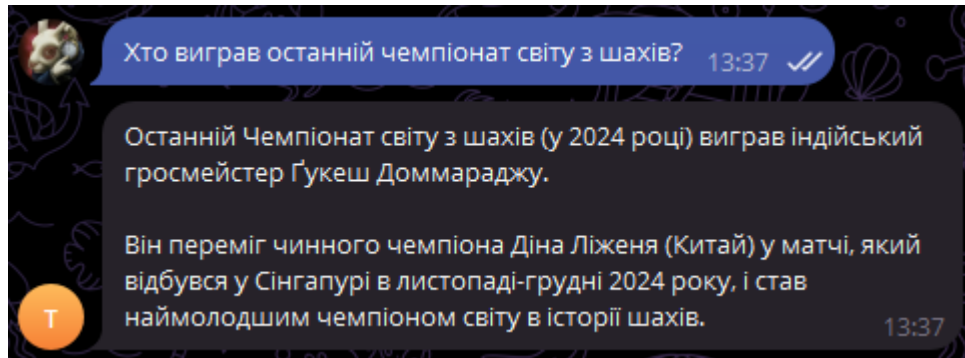 Хто виграв останній чемпіонат світу з шахів?
13:37
Останній Чемпіонат світу з шахів (у 2024 році) виграв індійський
гросмейстер Ґукеш Доммараджу.
Він переміг чинного чемпіона Діна Ліженя (Китай) у матчі, який
відбувся у Сінгапурі в листопаді-грудні 2024 року, і став
наймолодшим чемпіоном світу в історії шахів.
Т
13:37